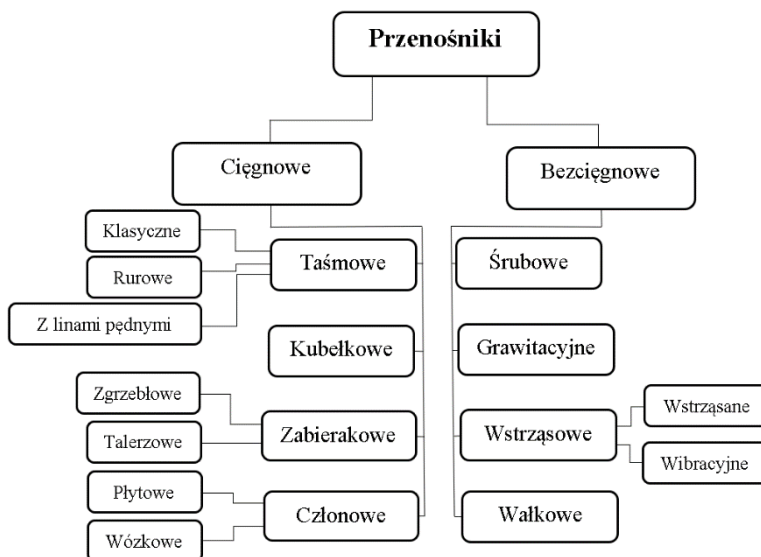 Przenośniki
Cięgnowe
Bezcięgnowe
Klasyczne
Rurowe
Z linami pędnymi
Taśmowe
Śrubowe
Kubełkowe
Grawitacyjne
Zgrzebłowe
Talerzowe
Zabierakowe
Wstrząsowe
Wstrząsane
Wibracyjne
Płytowe
Wózkowe
Członowe
Wałkowe